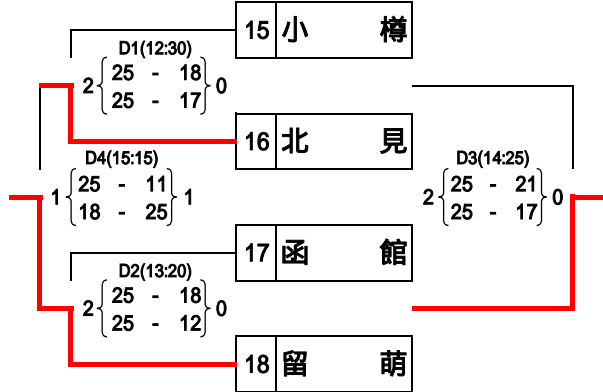 15 小 樽
D1(12:30)
2 25 - 18 0
25 - 17
16 北 見
D4(15:15)
1 25 - 11 1
18 - 25
D3(14:25)
2 25 - 21 0
25 - 17
17 函 館
D2(13:20)
2 25 - 18 0
25 - 12
18 留 萌